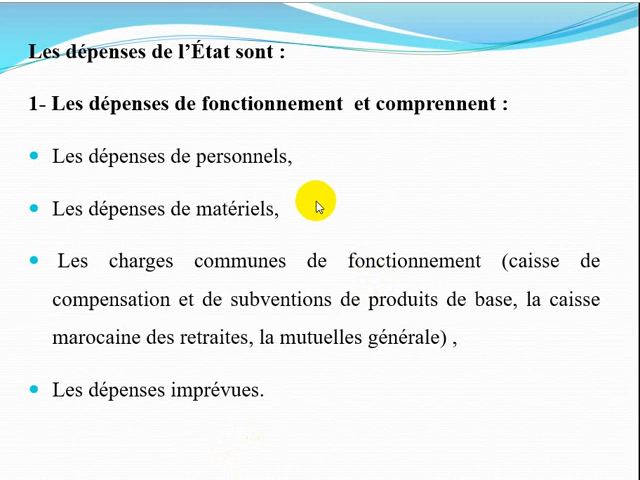 Les dépenses de l’État sont :
1- Les dépenses de fonctionnement et comprennent :
• Les dépenses de personnels,
• Les dépenses de matériels,
• Les charges communes de fonctionnement (caisse de
compensation et de subventions de produits de base, la caisse
marocaine des retraites, la mutuelles générale) ,
• Les dépenses imprévues.